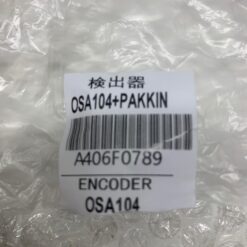 検出器
OSA104+PAKKIN
A406F0789
ENCODER
OSA104